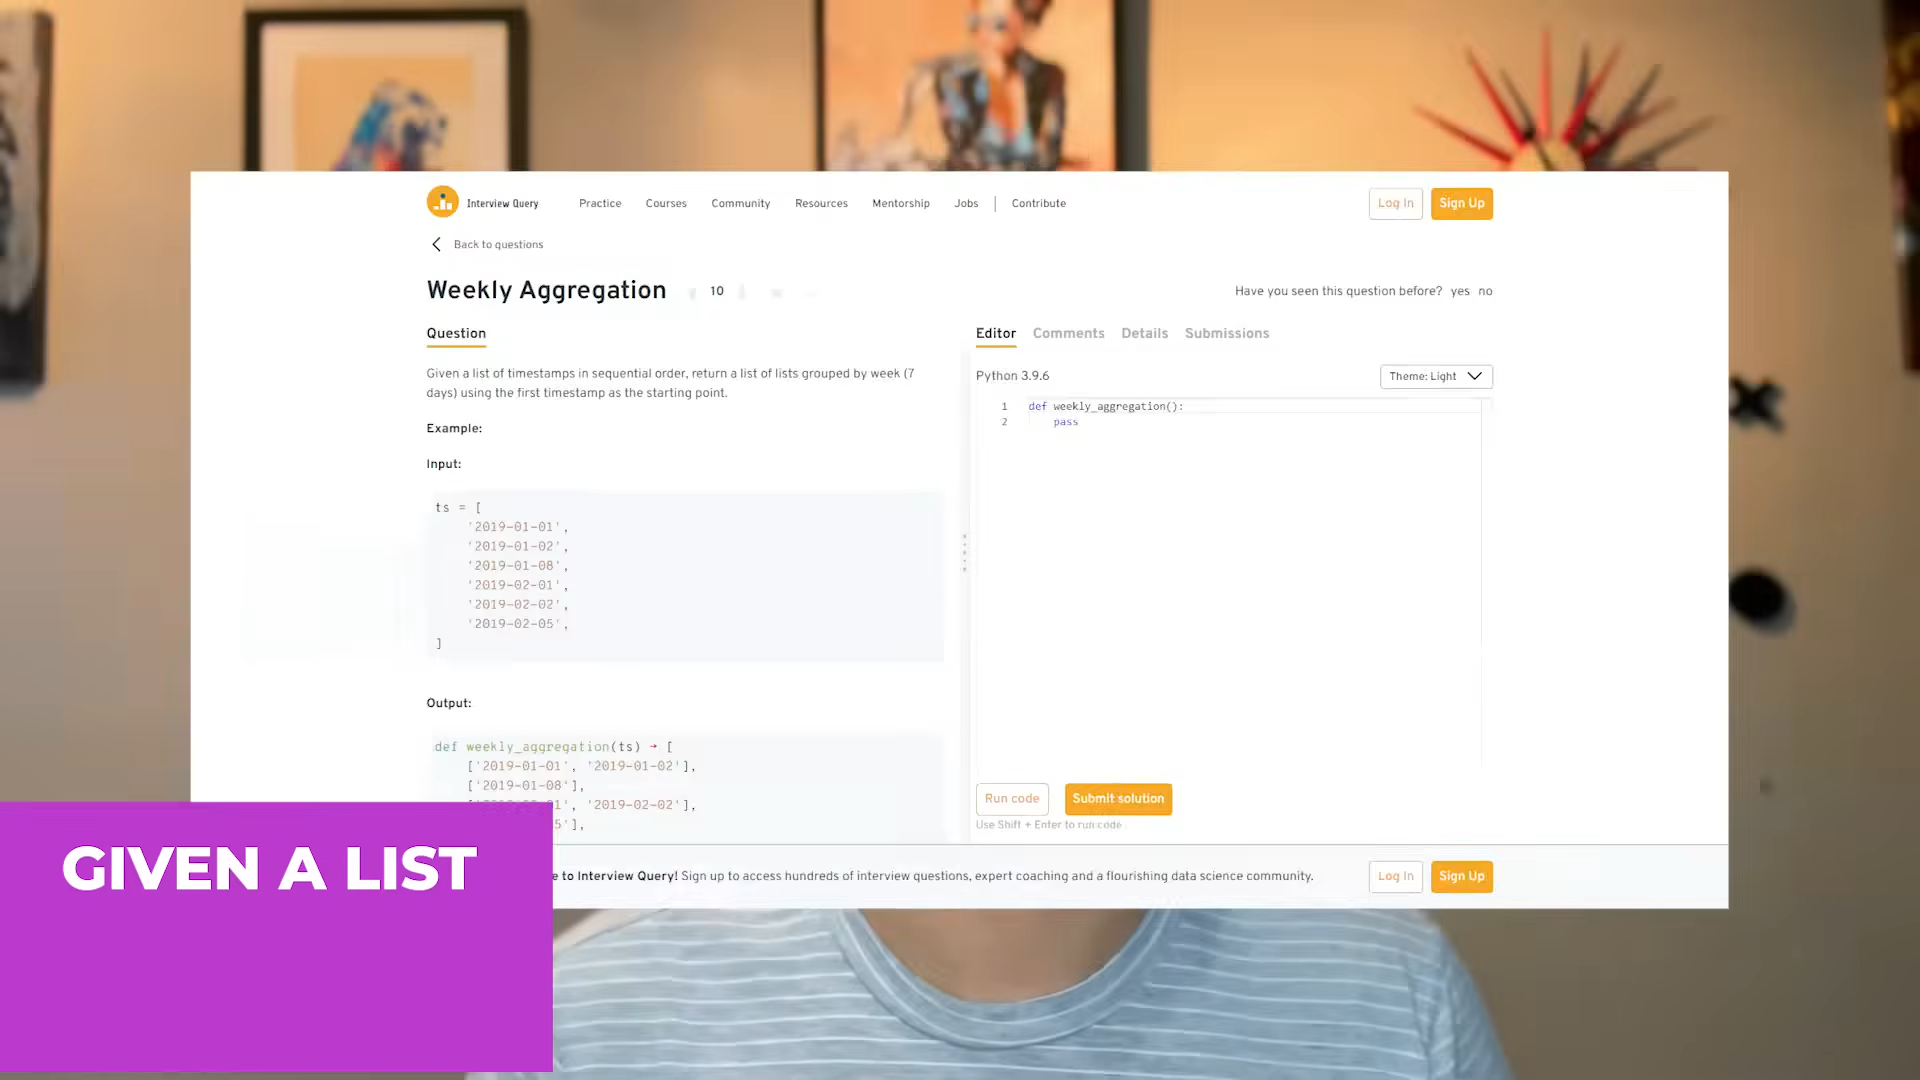 Interview Query
Practice
Courses
Community
Resources
Mentorship
Jobs
Contribute
Log In
Sign Up
Back to questions
Weekly Aggregation
10
Have you seen this question before? yes no
Question
Given a list of timestamps in sequential order, return a list of lists grouped by week (7
days) using the first timestamp as the starting point.
Example:
Input:
ts = [
'2019-01-01',
'2019-01-02',
'2019-01-08',
'2019-02-01',
'2019-02-02',
'2019-02-05',
]
Output:
def weekly_aggregation(ts) → [
['2019-01-01', '2019-01-02'],
['2019-01-08'],
1', '2019-02-02'],
5'],
Editor
Comments
Details
Submissions
Python 3.9.6
Theme: Light
1 def weekly_aggregation():
2 pass
Run code
Submit solution
Use Shift + Enter to run code
e to Interview Query! Sign up to access hundreds of interview questions, expert coaching and a flourishing data science community.
Log In
Sign Up
GIVEN A LIST